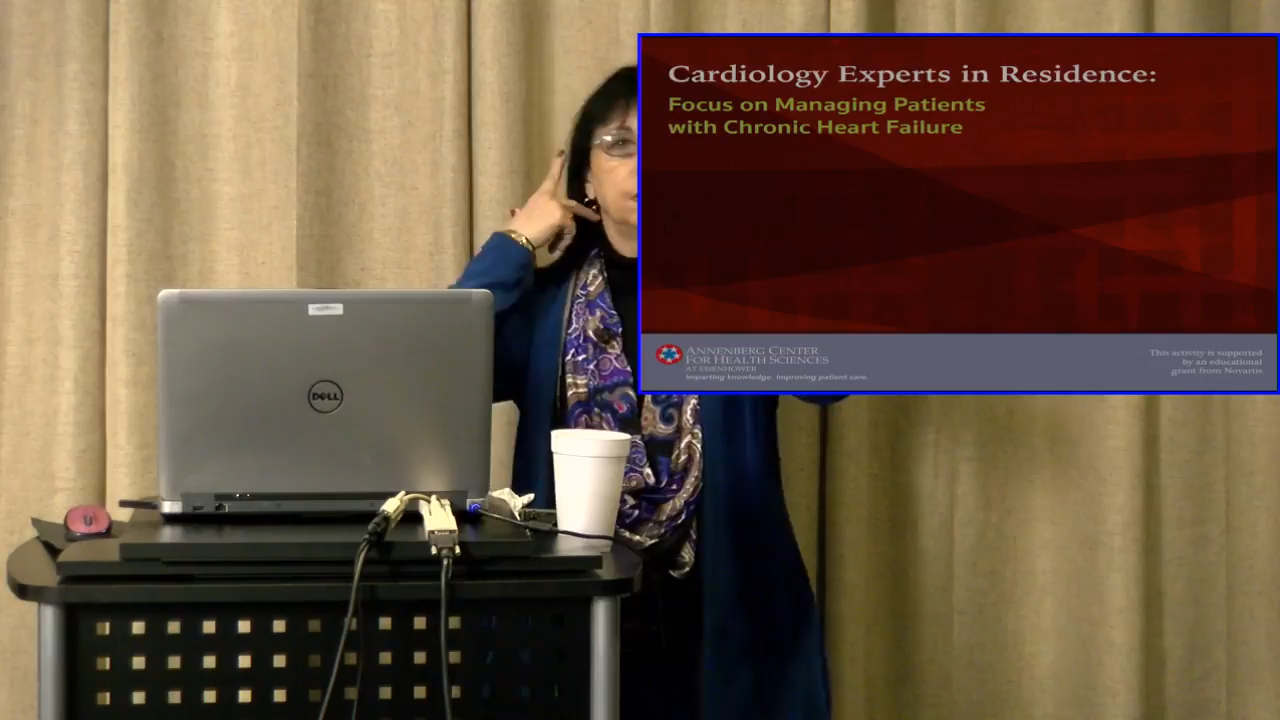 Cardiology Experts in Residence:
Focus on Managing Patients
with Chronic Heart Failure
ANNENBERG CENTER
FOR HEALTH SCIENCES
AT EISENHOWER
Imparting knowledge. Improving patient care.
This activity is supported
by an educational
grant from Novartis
DELL
U